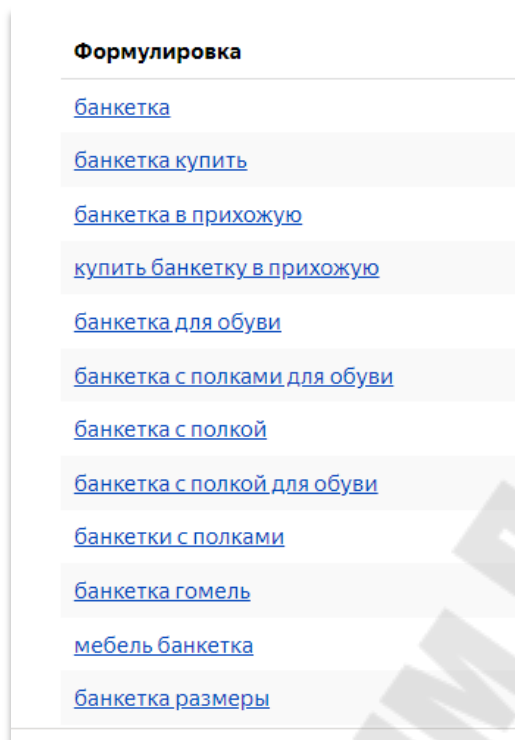 Формулировка
банкетка
банкетка купить
банкетка в прихожую
купить банкетку в прихожую
банкетка для обуви
банкетка с полками для обуви
банкетка с полкой
банкетка с полкой для обуви
банкетки с полками
банкетка гомель
мебель банкетка
банкетка размеры